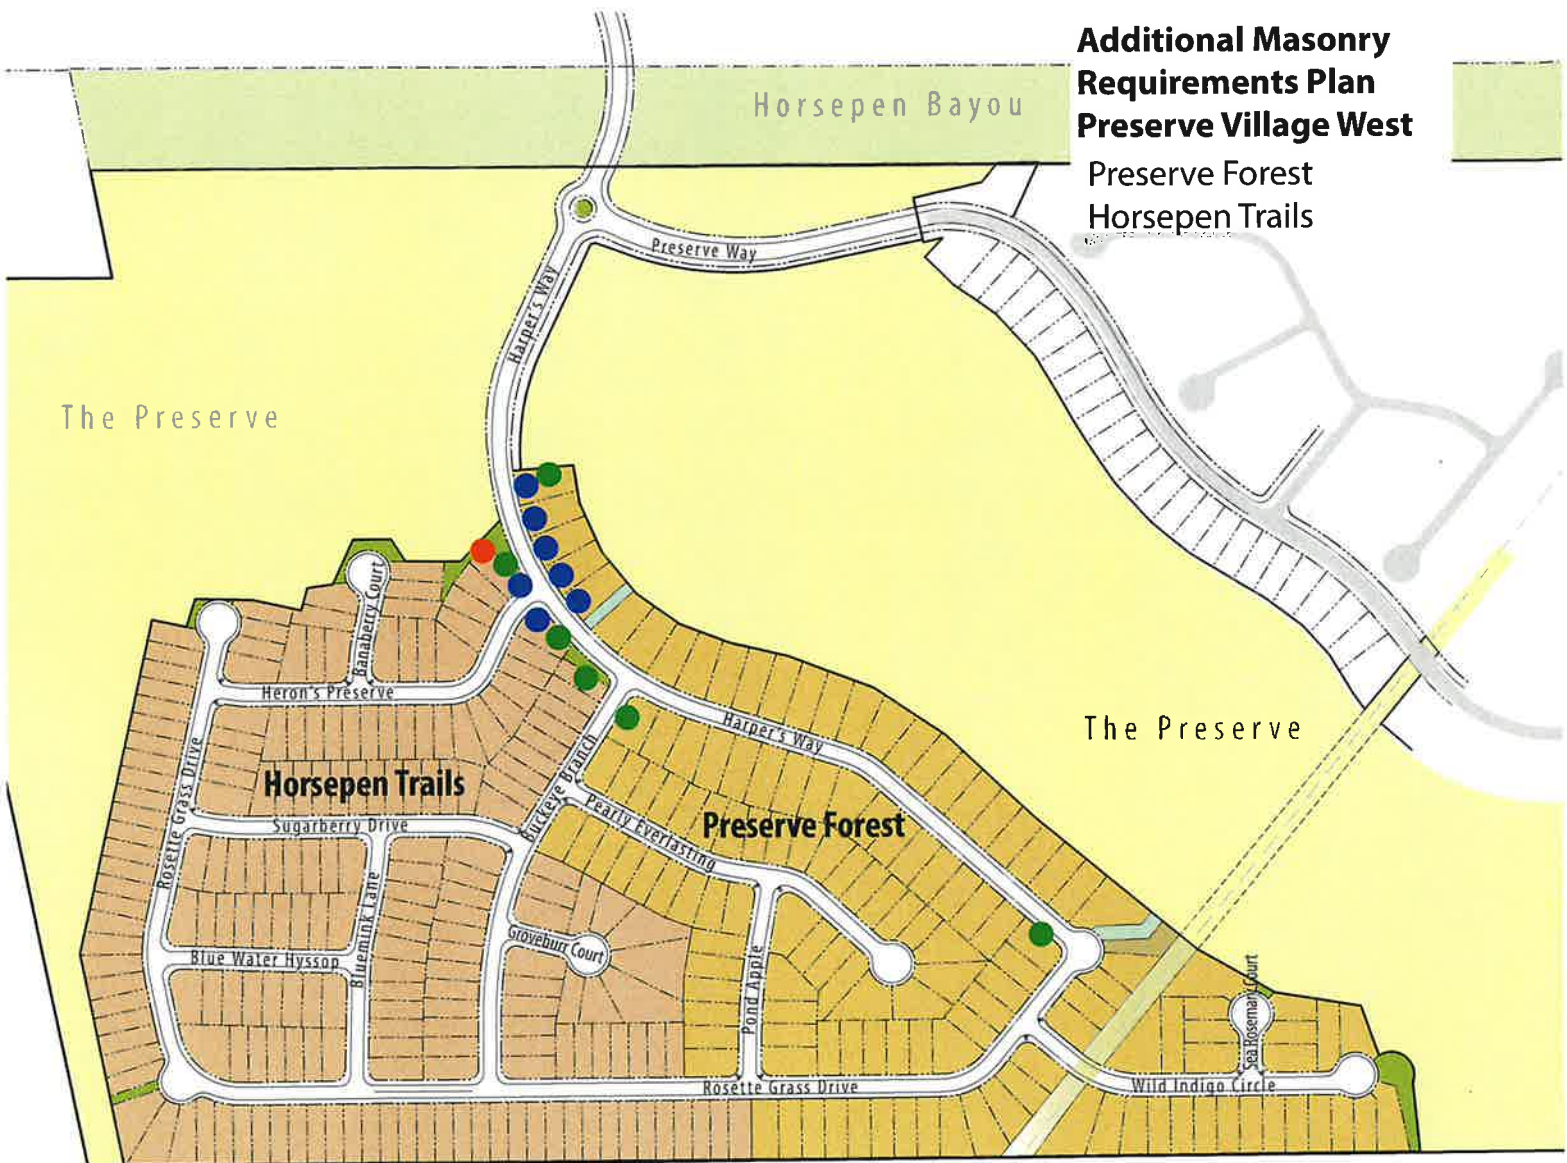 Additional Masonry
Requirements Plan
Preserve Village West
Preserve Forest
Horsepen Trails
Horsepen Bayou
Preserve Way
Harper's Way
The Preserve
Banaberry Court
Heron's Preserve
The Preserve
Harper's Way
Rosette Grass Drive
Horsepen Trails
Buckeye Branch
Sugarberry Drive
Pearly Everlasting
Preserve Forest
Bluemink Lane
Groveburr Court
Blue Water Hyssop
Pond Apple
Sea Rosemary Court
Rosette Grass Drive
Wild Indigo Circle